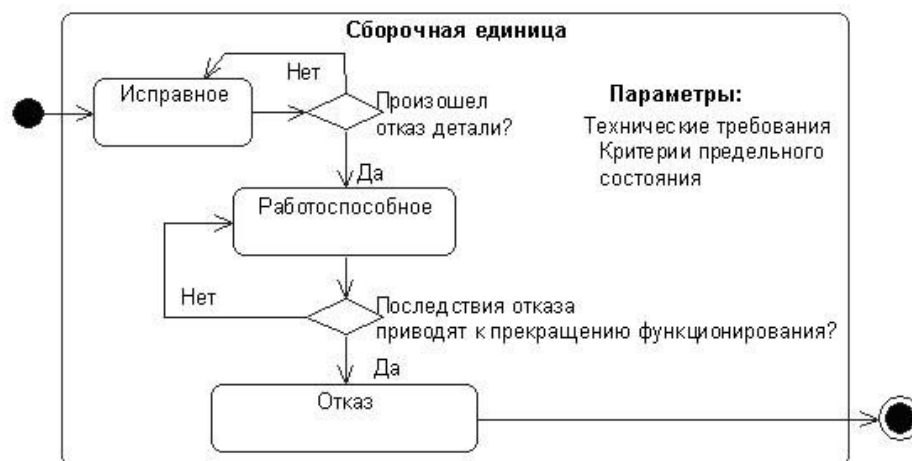 Сборочная единица
Нет
Исправное
Произошел
отказ детали?
Параметры:
Технические требования
Критерии предельного
состояния
Да
Работоспособное
Нет
Последствия отказа
приводят к прекращению функционирования?
Да
Отказ